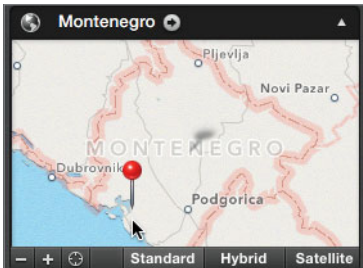 Montenegro
Pljevlja
Novi Pazar
MONTENEGRO
Dubrovnik
Podgorica
Standard Hybrid Satellite